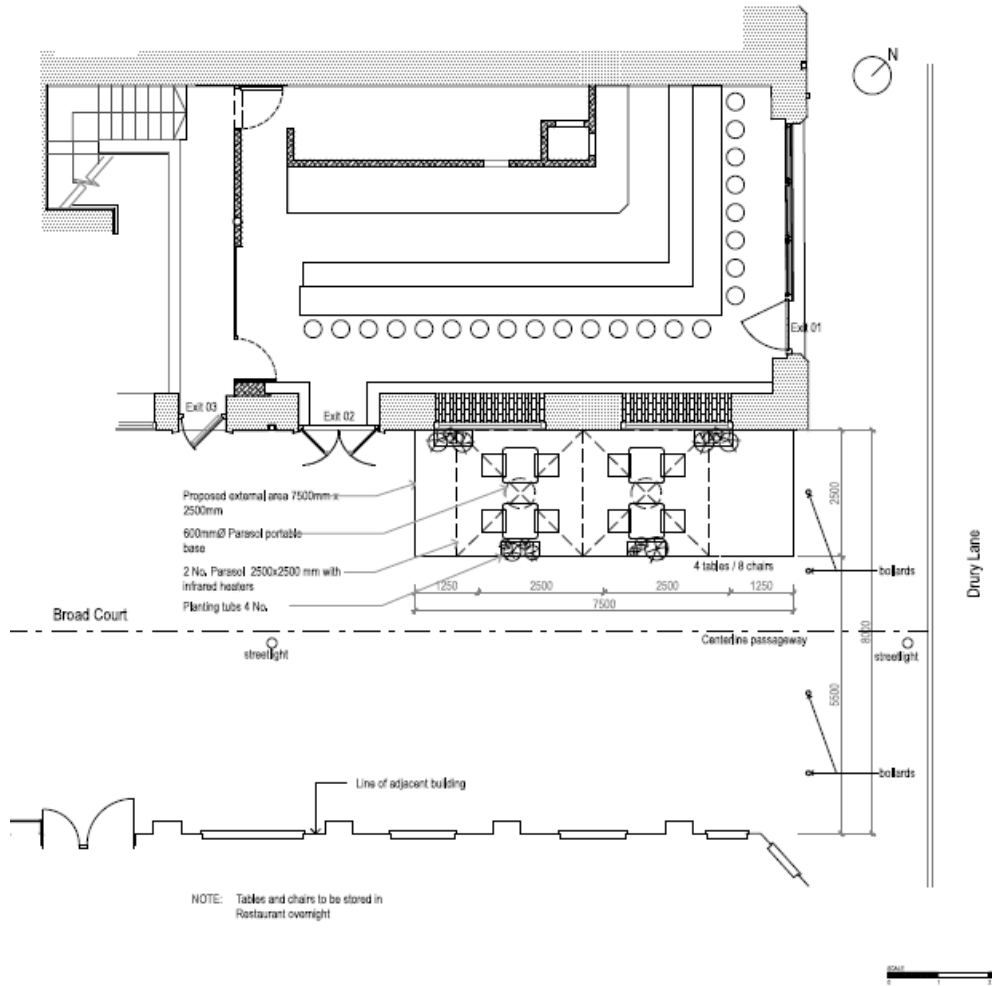 N
Exit 01
Exit 03
Exit 02
Proposed external area 7500mm x
2500mm
600mmØ Parasol portable
base
2 No. Parasol 2500x2500 mm with
infrared heaters
Planting tubs 4 No.
4 tables / 8 chairs
1250
2500
2500
1250
7500
2500
8000
5500
bollards
Drury Lane
Broad Court
streetlight
Centerline passageway
streetlight
bollards
Line of adjacent building
NOTE: Tables and chairs to be stored in
Restaurant overnight
SCALE
0 1